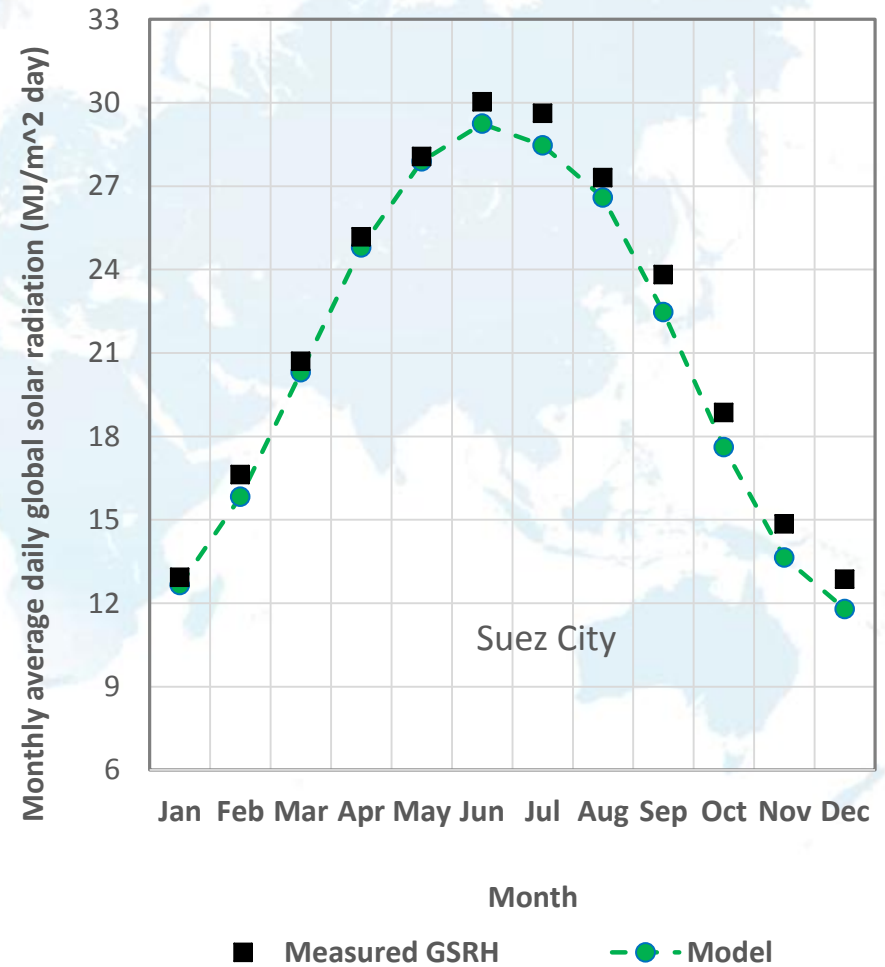 Monthly average daily global solar radiation (MJ/m^2 day)
33
30
27
24
21
18
15
12
9
6
Suez City
Jan Feb Mar Apr May Jun Jul Aug Sep Oct Nov Dec
Month
Measured GSRH Model